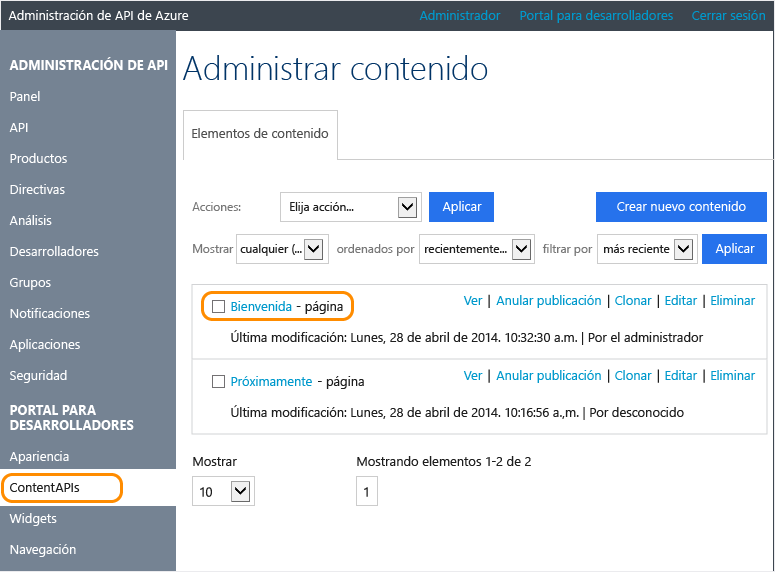 Administración de API de Azure
Administrador Portal para desarrolladores Cerrar sesión
ADMINISTRACIÓN DE API
Panel
API
Productos
Directivas
Análisis
Desarrolladores
Grupos
Notificaciones
Aplicaciones
Seguridad
PORTAL PARA
DESARROLLADORES
Apariencia
ContentAPIs
Widgets
Navegación
Administrar contenido
Elementos de contenido
Acciones: Elija acción... Aplicar Crear nuevo contenido
Mostrar cualquier (... ordenados por recientemente... filtrar por más reciente Aplicar
Bienvenida - página Ver | Anular publicación | Clonar | Editar | Eliminar
Última modificación: Lunes, 28 de abril de 2014. 10:32:30 a.m. | Por el administrador
Próximamente - página Ver | Anular publicación | Clonar | Editar | Eliminar
Última modificación: Lunes, 28 de abril de 2014. 10:16:56 a.,m. | Por desconocido
Mostrar Mostrando elementos 1-2 de 2
10 1